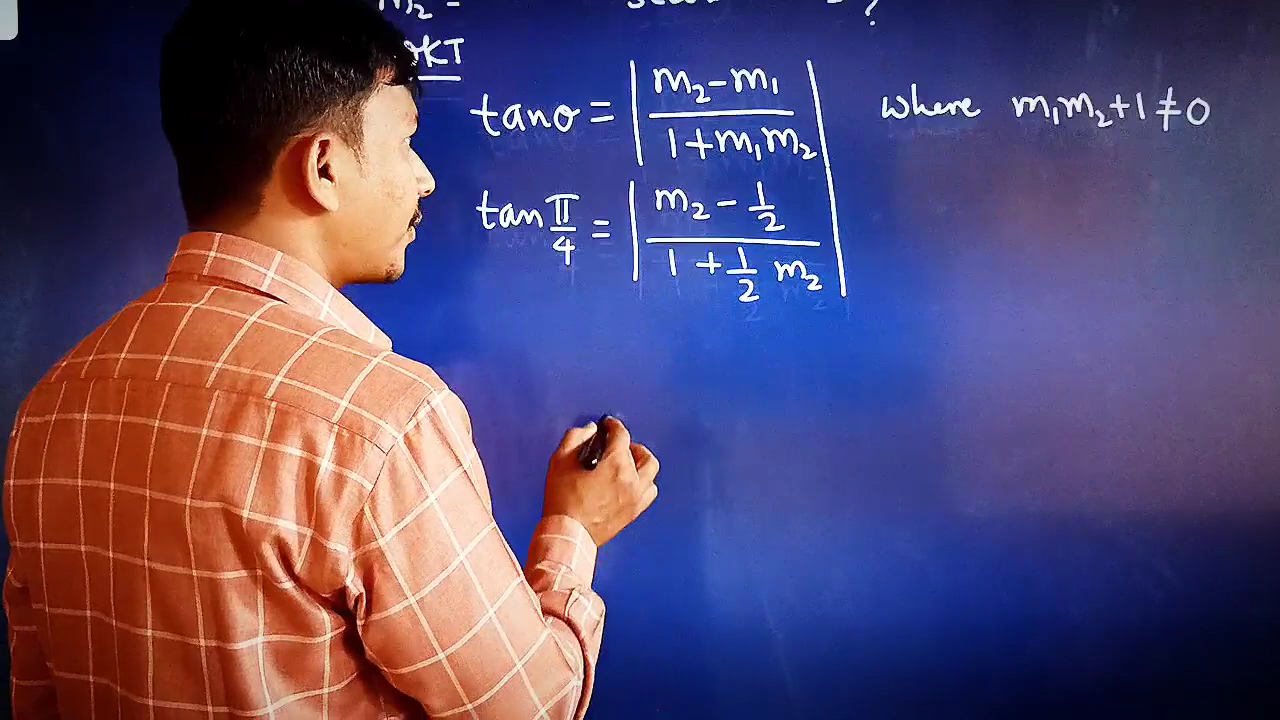 m₂ =
WKT
tanθ = | (m₂ - m₁) / (1 + m₁m₂) | where m₁m₂ + 1 ≠ 0
tan π/4 = | (m₂ - 1/2) / (1 + 1/2 m₂) |